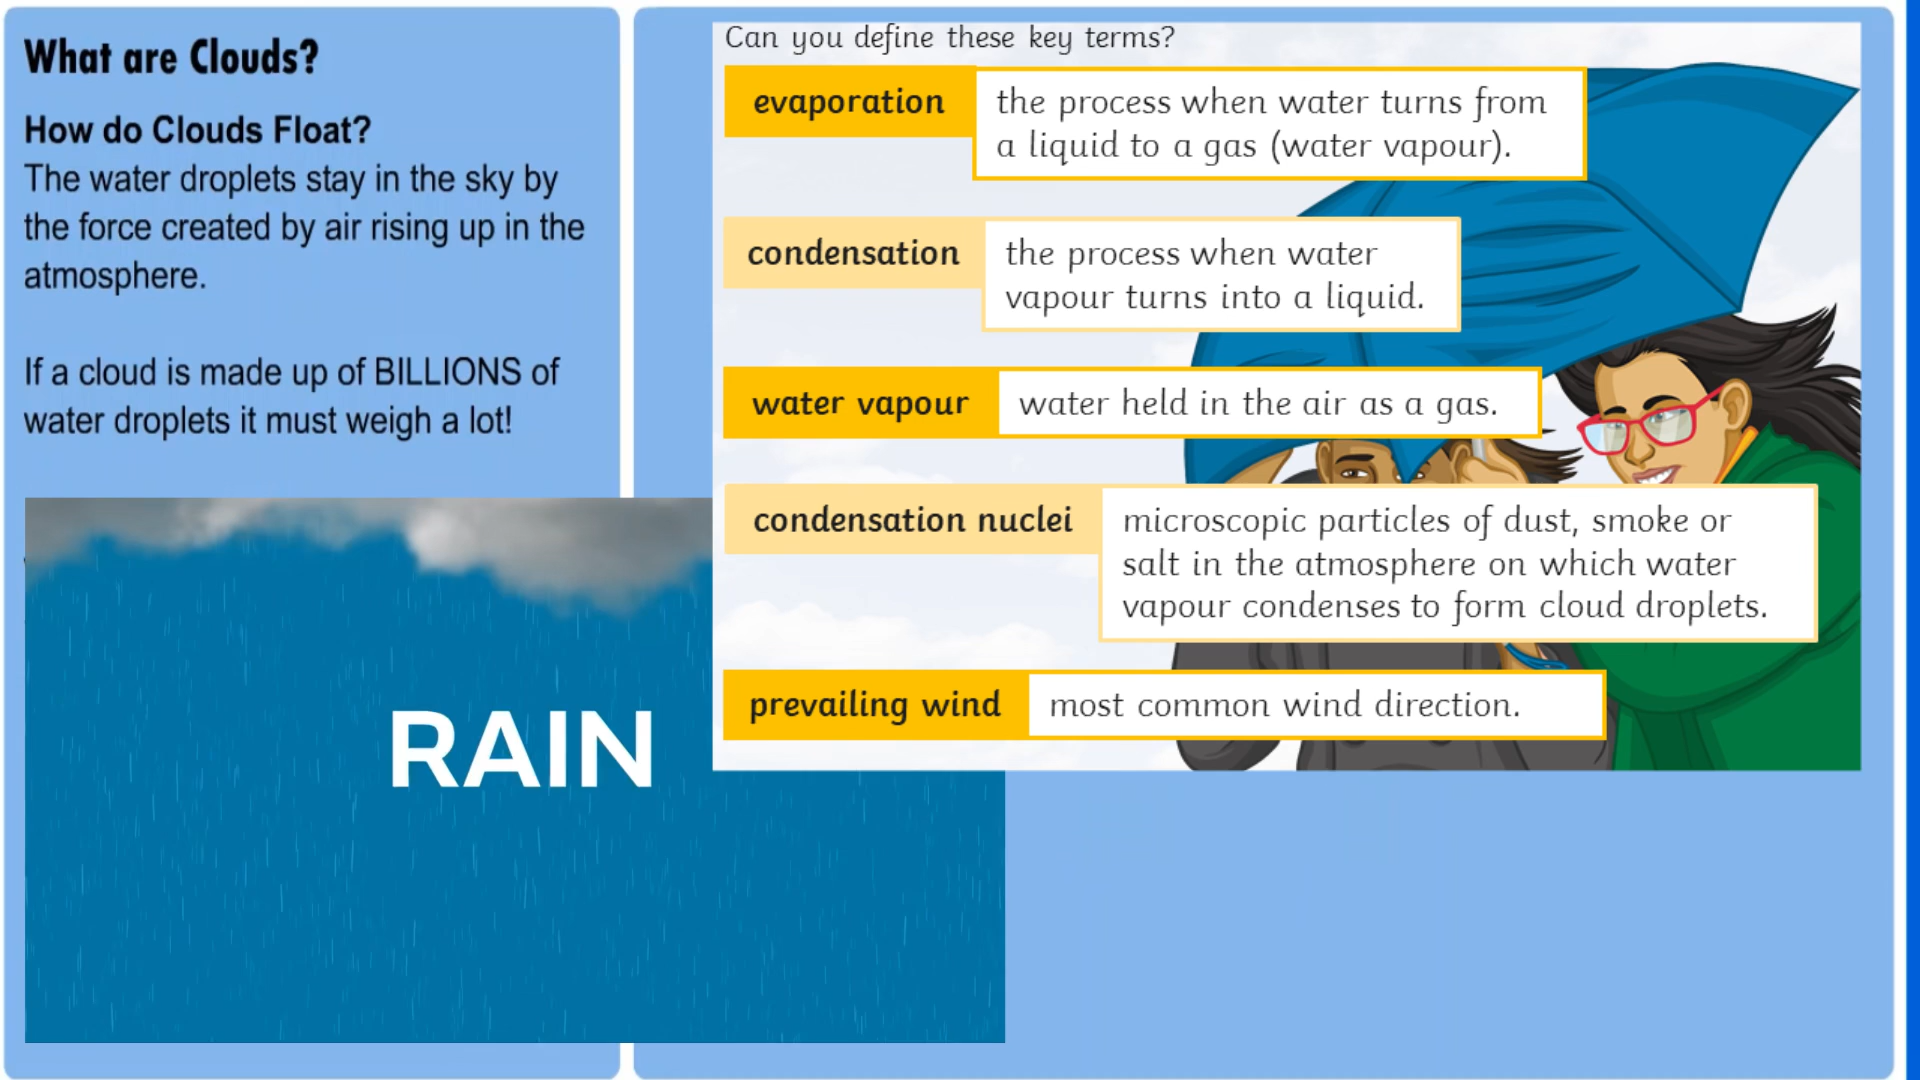 What are Clouds?
How do Clouds Float?
The water droplets stay in the sky by
the force created by air rising up in the
atmosphere.
If a cloud is made up of BILLIONS of
water droplets it must weigh a lot!
RAIN
Can you define these key terms?
evaporation
the process when water turns from
a liquid to a gas (water vapour).
condensation
the process when water
vapour turns into a liquid.
water vapour
water held in the air as a gas.
condensation nuclei
microscopic particles of dust, smoke or
salt in the atmosphere on which water
vapour condenses to form cloud droplets.
prevailing wind
most common wind direction.